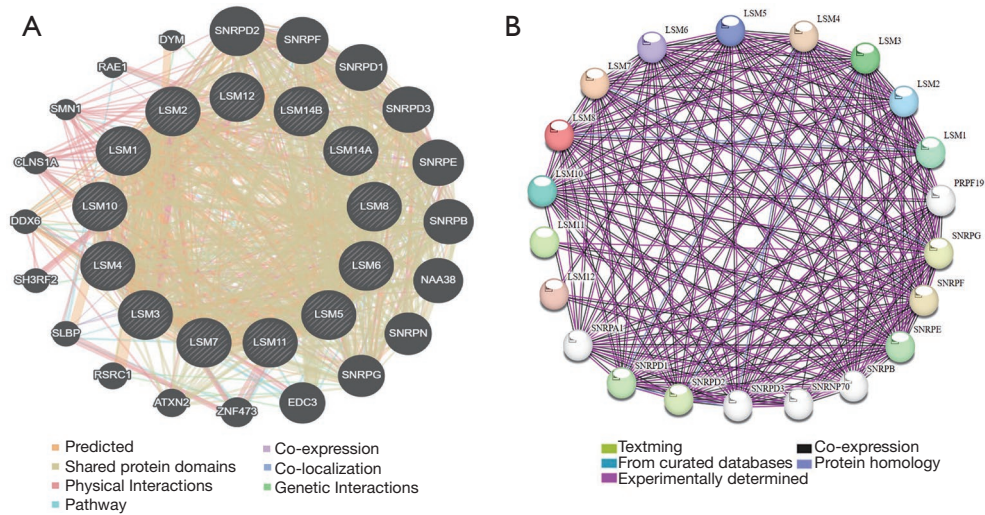 A
DYM
SNRPD2
SNRPF
RAE1
SNRPD1
SMN1
LSM2
LSM12
LSM14B
SNRPD3
CLNS1A
LSM1
LSM14A
SNRPE
DDX6
LSM10
LSM8
SNRPB
SH3RF2
LSM4
LSM6
NAA38
SLBP
LSM3
LSM5
SNRPN
RSRC1
LSM7
LSM11
SNRPG
ATXN2
ZNF473
EDC3
Predicted
Shared protein domains
Physical Interactions
Pathway
Co-expression
Co-localization
Genetic Interactions
B
LSM5
LSM4
LSM6
LSM3
LSM7
LSM2
LSM8
LSM1
LSM10
PRPF19
LSM11
SNRPG
LSM12
SNRPF
SNRPA1
SNRPE
SNRPD1
SNRPB
SNRPD2
SNRPD3
SNRNP70
Textming
From curated databases
Experimentally determined
Co-expression
Protein homology